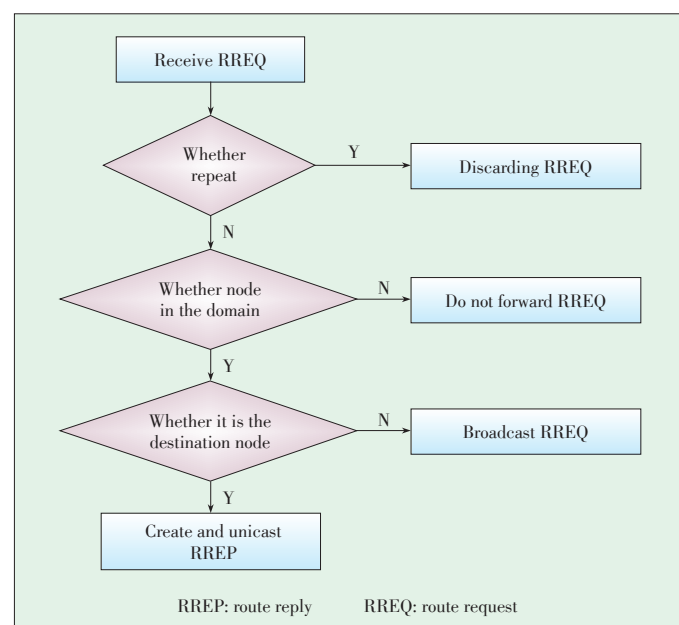 Receive RREQ
Whether
repeat
Y
Discarding RREQ
N
Whether node
in the domain
N
Do not forward RREQ
Y
Whether it is the
destination node
N
Broadcast RREQ
Y
Create and unicast
RREP
RREP: route reply
RREQ: route request